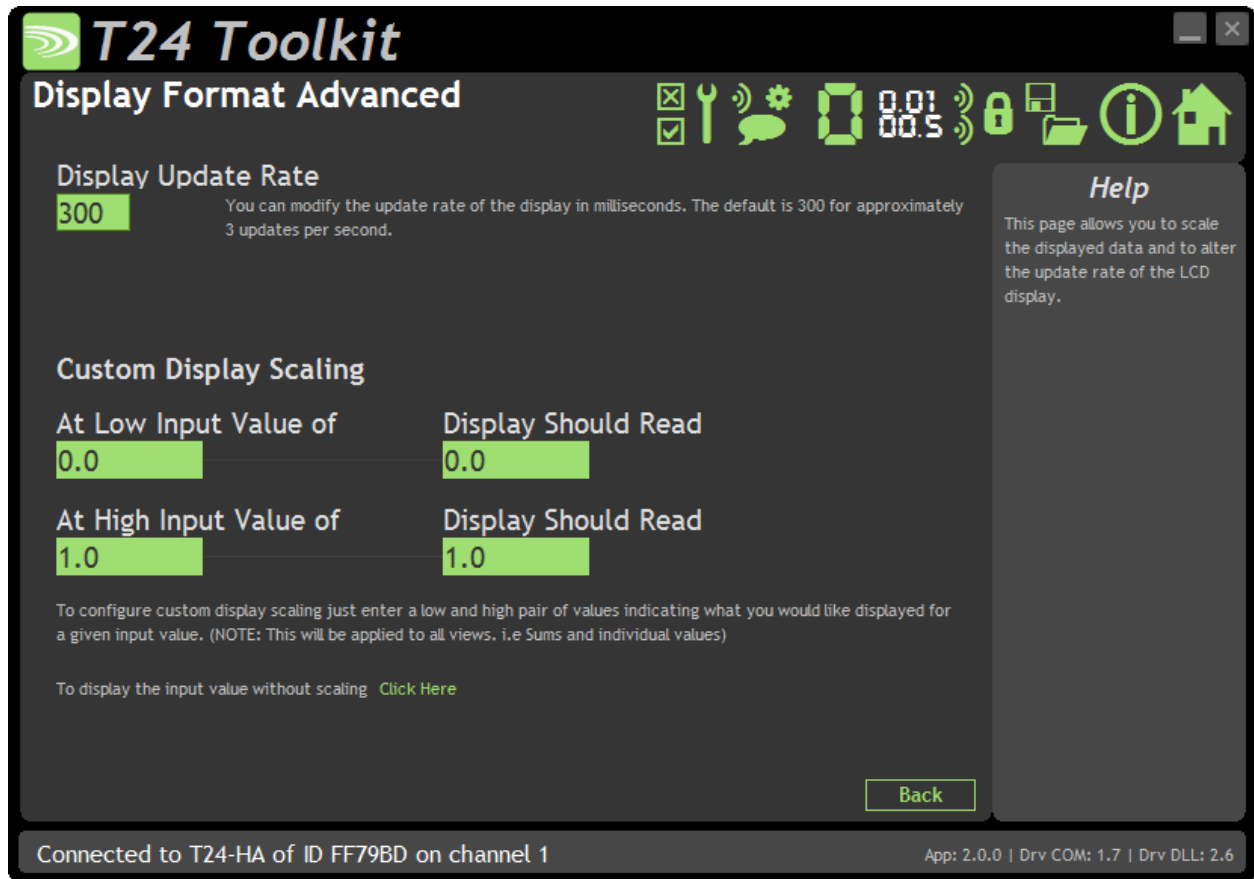 T24 Toolkit
Display Format Advanced
0.01
00.5
Display Update Rate
300
You can modify the update rate of the display in milliseconds. The default is 300 for approximately
3 updates per second.
Custom Display Scaling
At Low Input Value of Display Should Read
0.0 0.0
At High Input Value of Display Should Read
1.0 1.0
To configure custom display scaling just enter a low and high pair of values indicating what you would like displayed for
a given input value. (NOTE: This will be applied to all views. i.e Sums and individual values)
To display the input value without scaling Click Here
Back
Help
This page allows you to scale
the displayed data and to alter
the update rate of the LCD
display.
Connected to T24-HA of ID FF79BD on channel 1
App: 2.0.0 | Drv COM: 1.7 | Drv DLL: 2.6